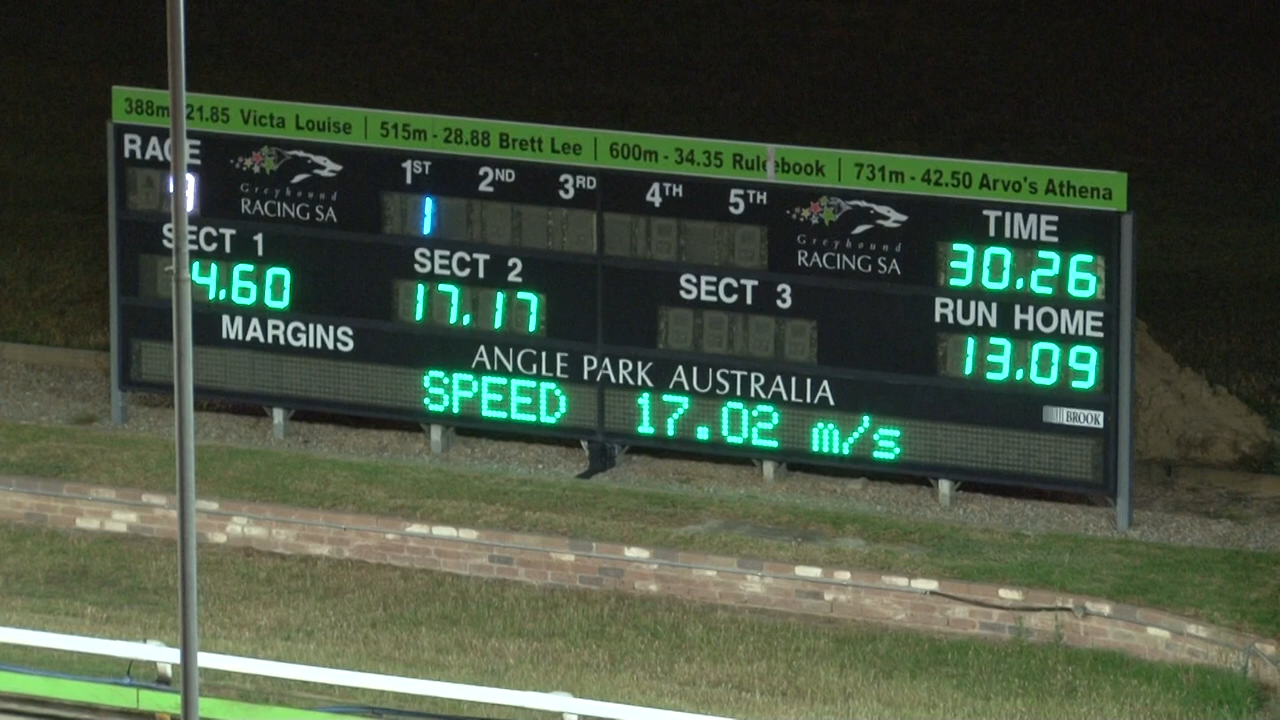 388m - 21.85 Victa Louise | 515m - 28.88 Brett Lee | 600m - 34.35 Rulebook | 731m - 42.50 Arvo's Athena
RACE
Greyhound
RACING SA
1ST 2ND 3RD 4TH 5TH
1
Greyhound
RACING SA
TIME
30.26
SECT 1
4.60
SECT 2
17.17
SECT 3
RUN HOME
13.09
MARGINS
ANGLE PARK AUSTRALIA
SPEED 17.02 m/s
BROOK